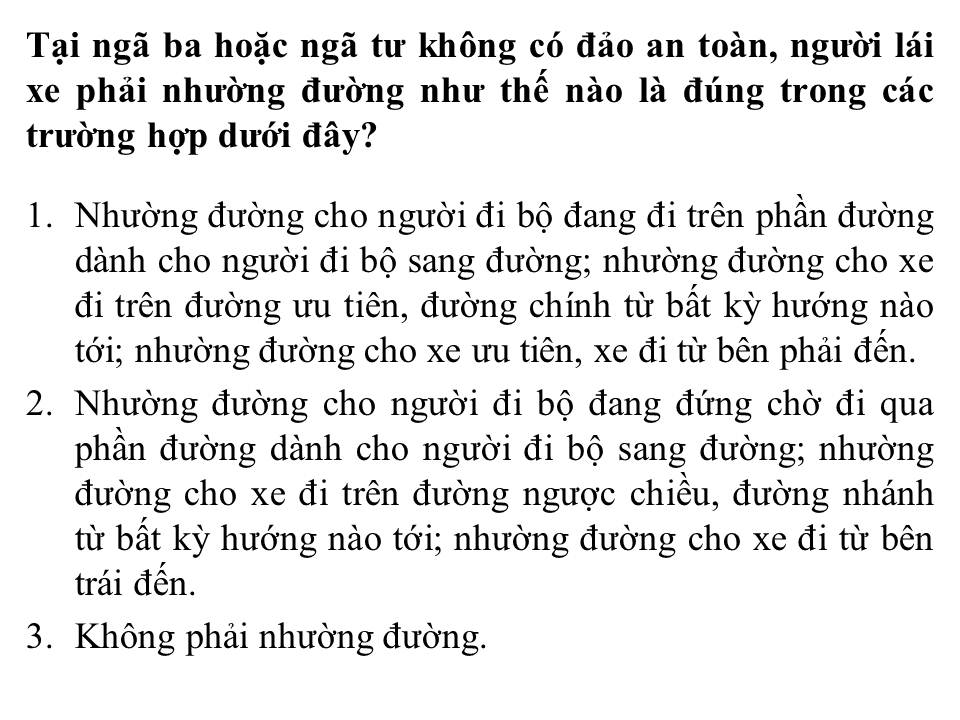 Tại ngã ba hoặc ngã tư không có đảo an toàn, người lái
xe phải nhường đường như thế nào là đúng trong các
trường hợp dưới đây?
1. Nhường đường cho người đi bộ đang đi trên phần đường
dành cho người đi bộ sang đường; nhường đường cho xe
đi trên đường ưu tiên, đường chính từ bất kỳ hướng nào
tới; nhường đường cho xe ưu tiên, xe đi từ bên phải đến.
2. Nhường đường cho người đi bộ đang đứng chờ đi qua
phần đường dành cho người đi bộ sang đường; nhường
đường cho xe đi trên đường ngược chiều, đường nhánh
từ bất kỳ hướng nào tới; nhường đường cho xe đi từ bên
trái đến.
3. Không phải nhường đường.